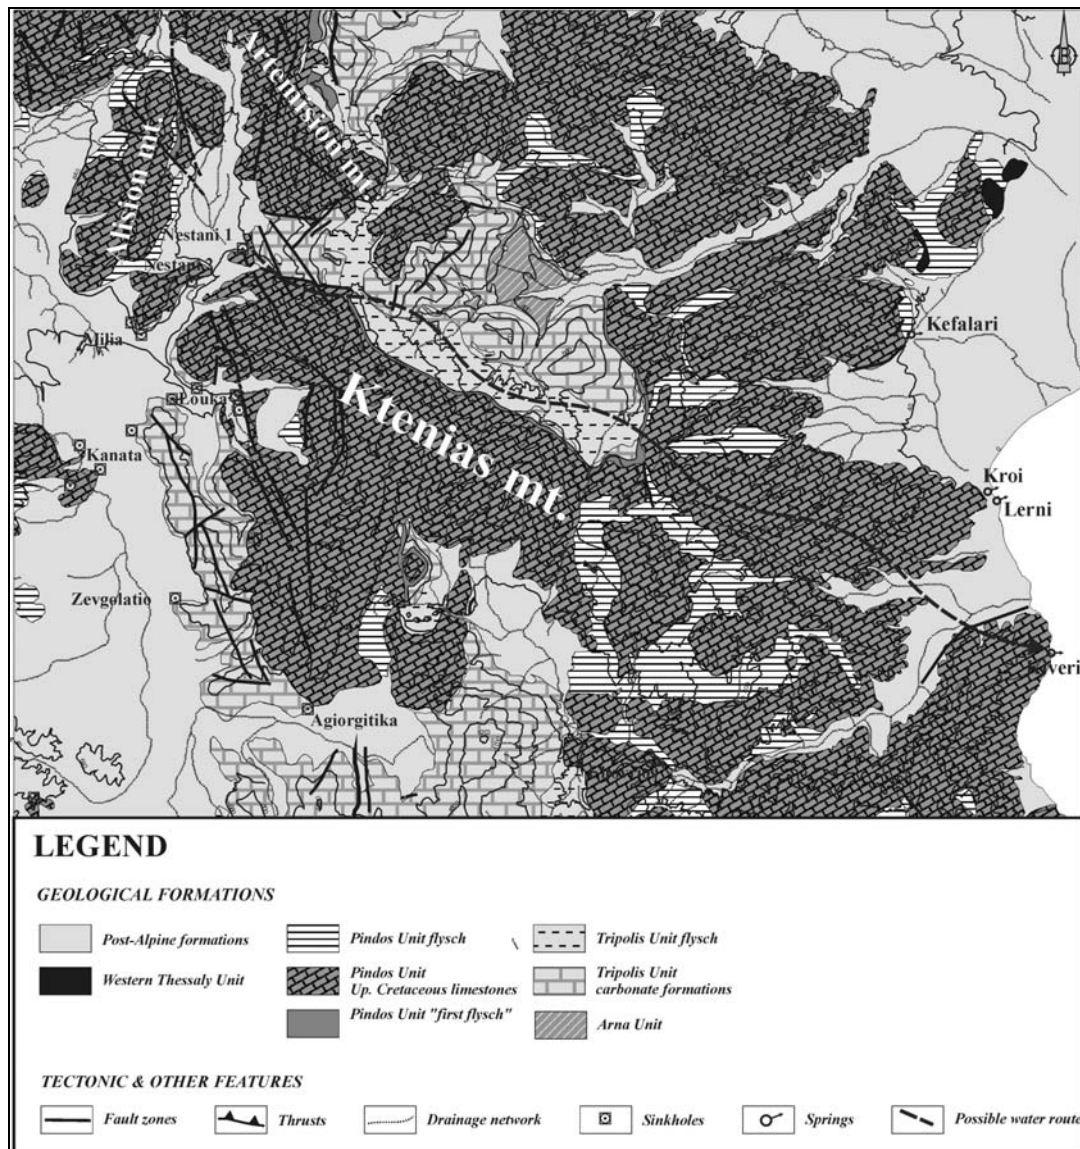 Artemision mt.
Alision mt.
B
Nestani 1
Nestani
Milia
Louka
Kanata
Ktenias mt.
Kefalari
Kroi
Lerni
Zevgolatio
Agiorgitika
LEGEND
GEOLOGICAL FORMATIONS
Post-Alpine formations
Pindos Unit flysch
Tripolis Unit flysch
Western Thessaly Unit
Pindos Unit
Up. Cretaceous limestones
Tripolis Unit
carbonate formations
Pindos Unit "first flysch"
Arna Unit
TECTONIC & OTHER FEATURES
Fault zones
Thrusts
Drainage network
Sinkholes
Springs
Possible water route